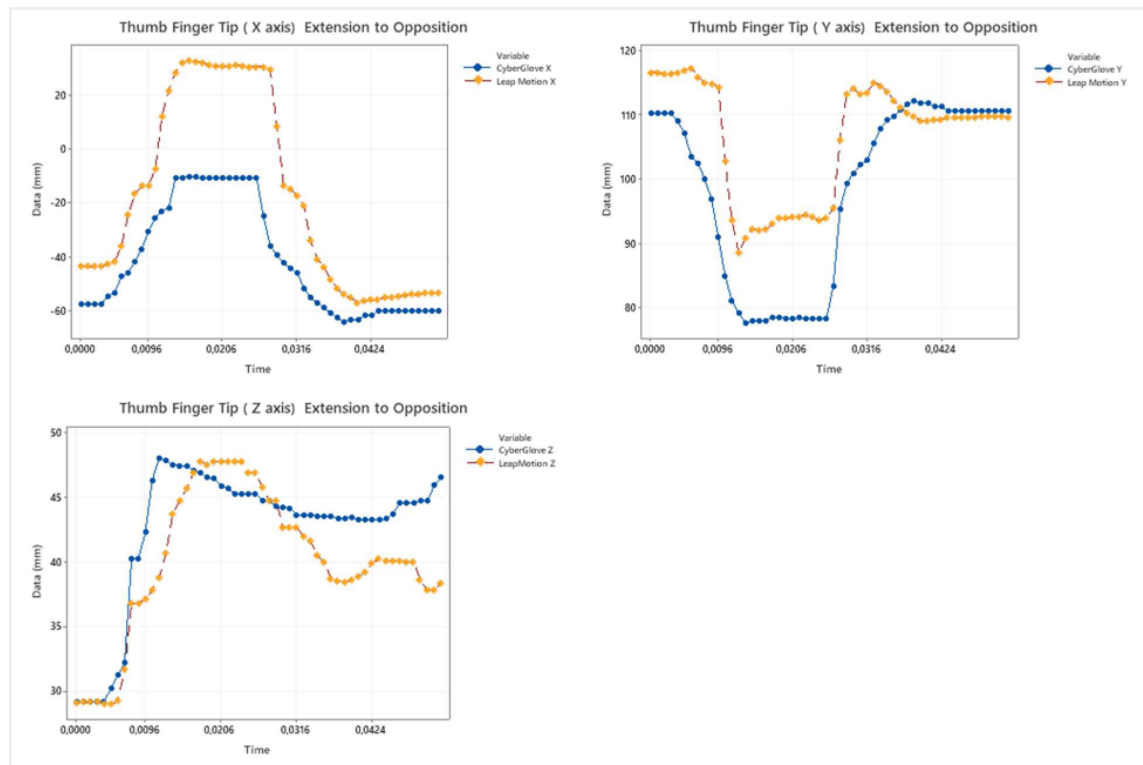 Thumb Finger Tip ( X axis)  Extension to Opposition
Variable
CyberGlove X
Leap Motion X
20
0
-20
-40
-60
Data (mm)
0,0000
0,0096
0,0206
0,0316
0,0424
Time
Thumb Finger Tip ( Y axis)  Extension to Opposition
Variable
CyberGlove Y
Leap Motion Y
120
110
100
90
80
Data (mm)
0,0000
0,0096
0,0206
0,0316
0,0424
Time
Thumb Finger Tip ( Z axis)  Extension to Opposition
Variable
CyberGlove Z
LeapMotion Z
50
45
40
35
30
Data (mm)
0,0000
0,0096
0,0206
0,0316
0,0424
Time